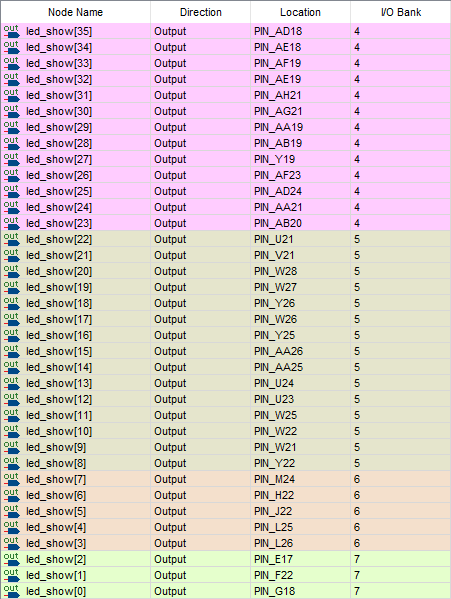 Node Name Direction Location I/O Bank
out led_show[35] Output PIN_AD18 4
out led_show[34] Output PIN_AE18 4
out led_show[33] Output PIN_AF19 4
out led_show[32] Output PIN_AE19 4
out led_show[31] Output PIN_AH21 4
out led_show[30] Output PIN_AG21 4
out led_show[29] Output PIN_AA19 4
out led_show[28] Output PIN_AB19 4
out led_show[27] Output PIN_Y19 4
out led_show[26] Output PIN_AF23 4
out led_show[25] Output PIN_AD24 4
out led_show[24] Output PIN_AA21 4
out led_show[23] Output PIN_AB20 4
out led_show[22] Output PIN_U21 5
out led_show[21] Output PIN_V21 5
out led_show[20] Output PIN_W28 5
out led_show[19] Output PIN_W27 5
out led_show[18] Output PIN_Y26 5
out led_show[17] Output PIN_W26 5
out led_show[16] Output PIN_Y25 5
out led_show[15] Output PIN_AA26 5
out led_show[14] Output PIN_AA25 5
out led_show[13] Output PIN_U24 5
out led_show[12] Output PIN_U23 5
out led_show[11] Output PIN_W25 5
out led_show[10] Output PIN_W22 5
out led_show[9] Output PIN_W21 5
out led_show[8] Output PIN_Y22 5
out led_show[7] Output PIN_M24 6
out led_show[6] Output PIN_H22 6
out led_show[5] Output PIN_J22 6
out led_show[4] Output PIN_L25 6
out led_show[3] Output PIN_L26 6
out led_show[2] Output PIN_E17 7
out led_show[1] Output PIN_F22 7
out led_show[0] Output PIN_G18 7